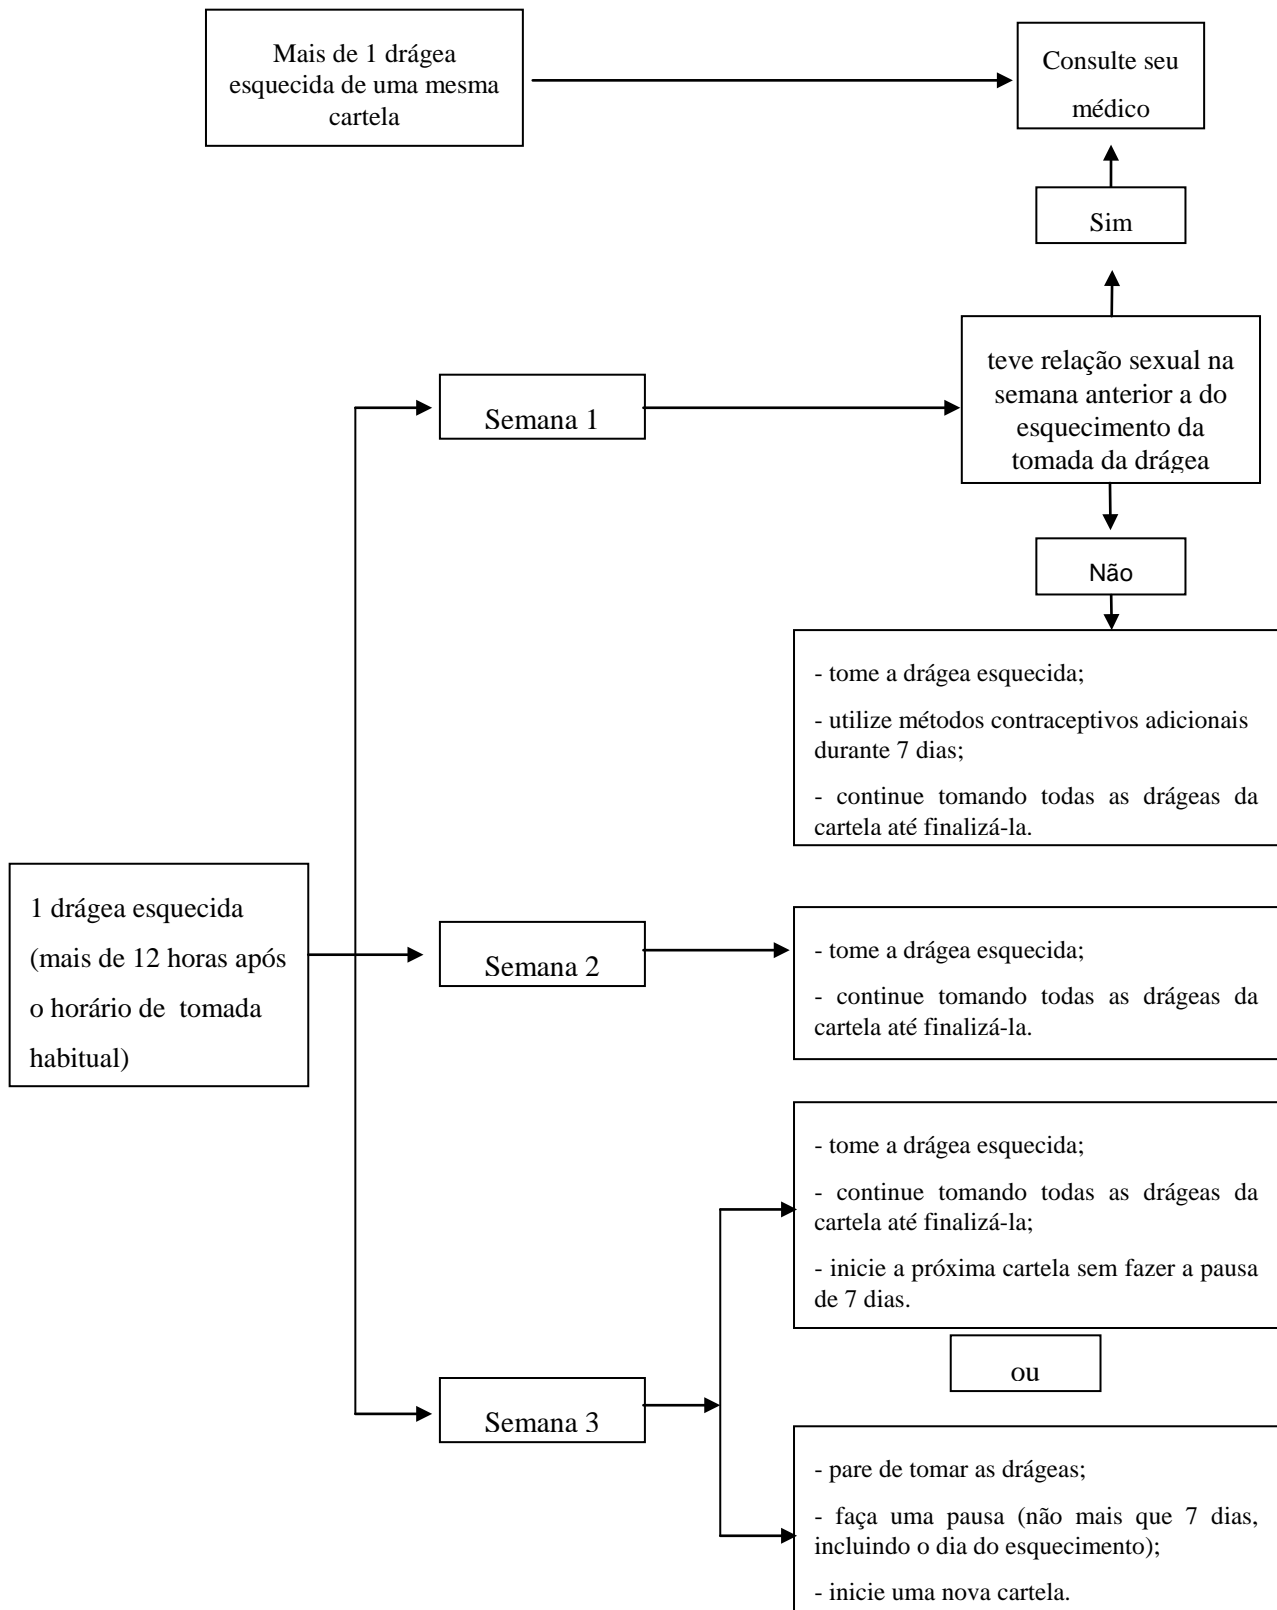 Mais de 1 drágea
esquecida de uma mesma
cartela
Consulte seu
médico
Sim
teve relação sexual na
semana anterior a do
esquecimento da
tomada da drágea
Semana 1
Não
- tome a drágea esquecida;
- utilize métodos contraceptivos adicionais
durante 7 dias;
- continue tomando todas as drágeas da
cartela até finalizá-la.
1 drágea esquecida
(mais de 12 horas após
o horário de tomada
habitual)
Semana 2
- tome a drágea esquecida;
- continue tomando todas as drágeas da
cartela até finalizá-la.
- tome a drágea esquecida;
- continue tomando todas as drágeas da
cartela até finalizá-la;
- inicie a próxima cartela sem fazer a pausa
de 7 dias.
ou
Semana 3
- pare de tomar as drágeas;
- faça uma pausa (não mais que 7 dias,
incluindo o dia do esquecimento);
- inicie uma nova cartela.